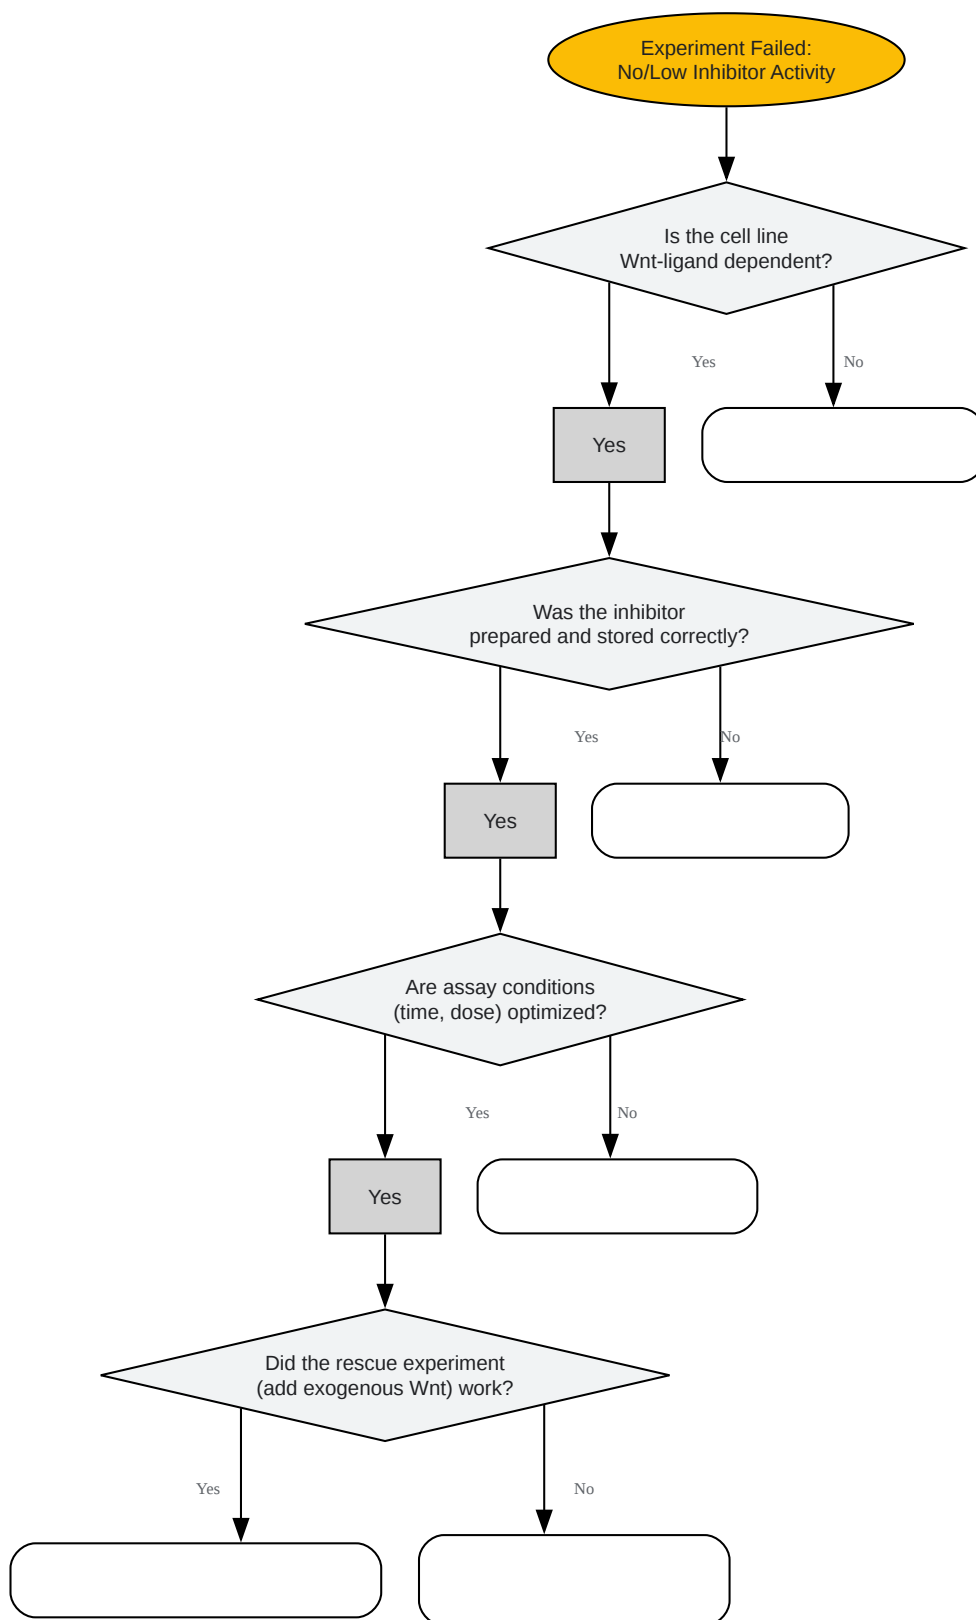 Experiment Failed:
No/Low Inhibitor Activity
Is the cell line
Wnt-ligand dependent?
Yes
No
Yes
Was the inhibitor
prepared and stored correctly?
Yes
No
Yes
Are assay conditions
(time, dose) optimized?
Yes
No
Yes
Did the rescue experiment
(add exogenous Wnt) work?
Yes
No